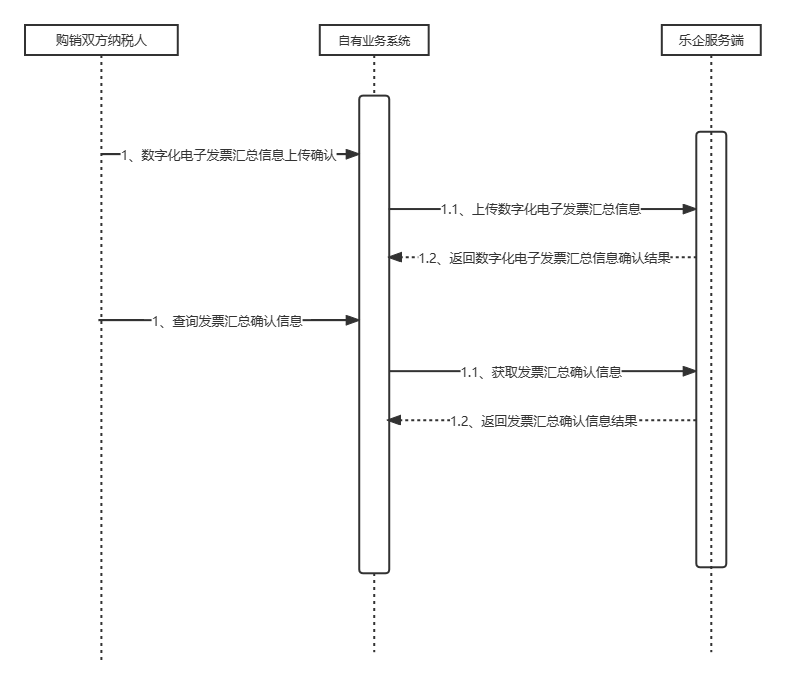 购销双方纳税人
自有业务系统
乐企服务端
1、数字化电子发票汇总信息上传确认
1.1、上传数字化电子发票汇总信息
1.2、返回数字化电子发票汇总信息确认结果
1、查询发票汇总确认信息
1.1、获取发票汇总确认信息
1.2、返回发票汇总确认信息结果